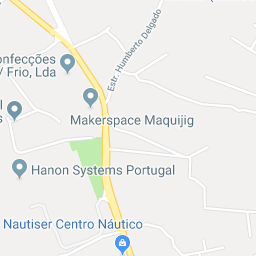 onfecções
/ Frio, Lda
Estr. Humberto Delgado
Makerspace Maquijig
l
s
Hanon Systems Portugal
Nautiser Centro Náutico